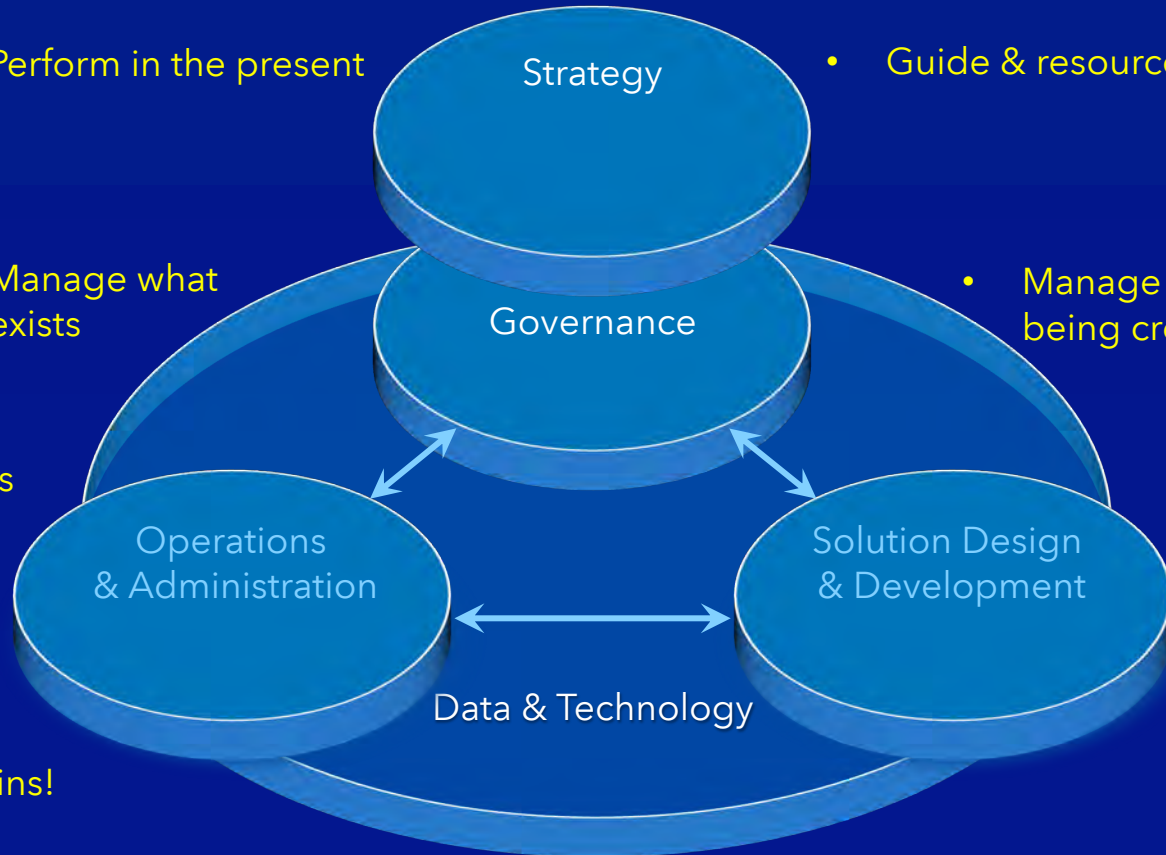 Perform in the present
Strategy
• Guide & resource
Manage what
exists
Governance
• Manage
being cre
s
Operations
& Administration
Solution Design
& Development
Data & Technology
ins!